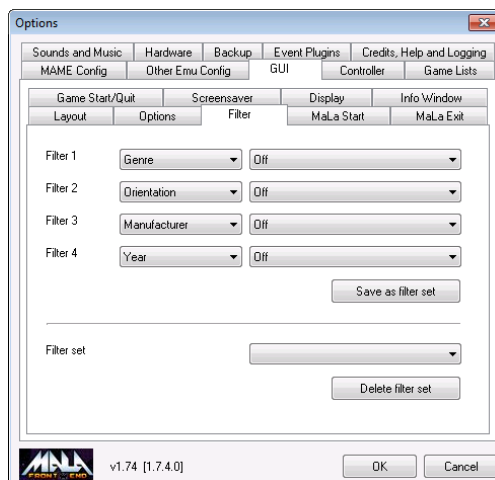 Options
Sounds and Music Hardware Backup Event Plugins Credits, Help and Logging
MAME Config Other Emu Config GUI Controller Game Lists
Game Start/Quit Screensaver Display Info Window
Layout Options Filter MaLa Start MaLa Exit
Filter 1 Genre Off
Filter 2 Orientation Off
Filter 3 Manufacturer Off
Filter 4 Year Off
Save as filter set
Filter set
Delete filter set
MALA
FRONT END
v1.74 [1.7.4.0] OK Cancel